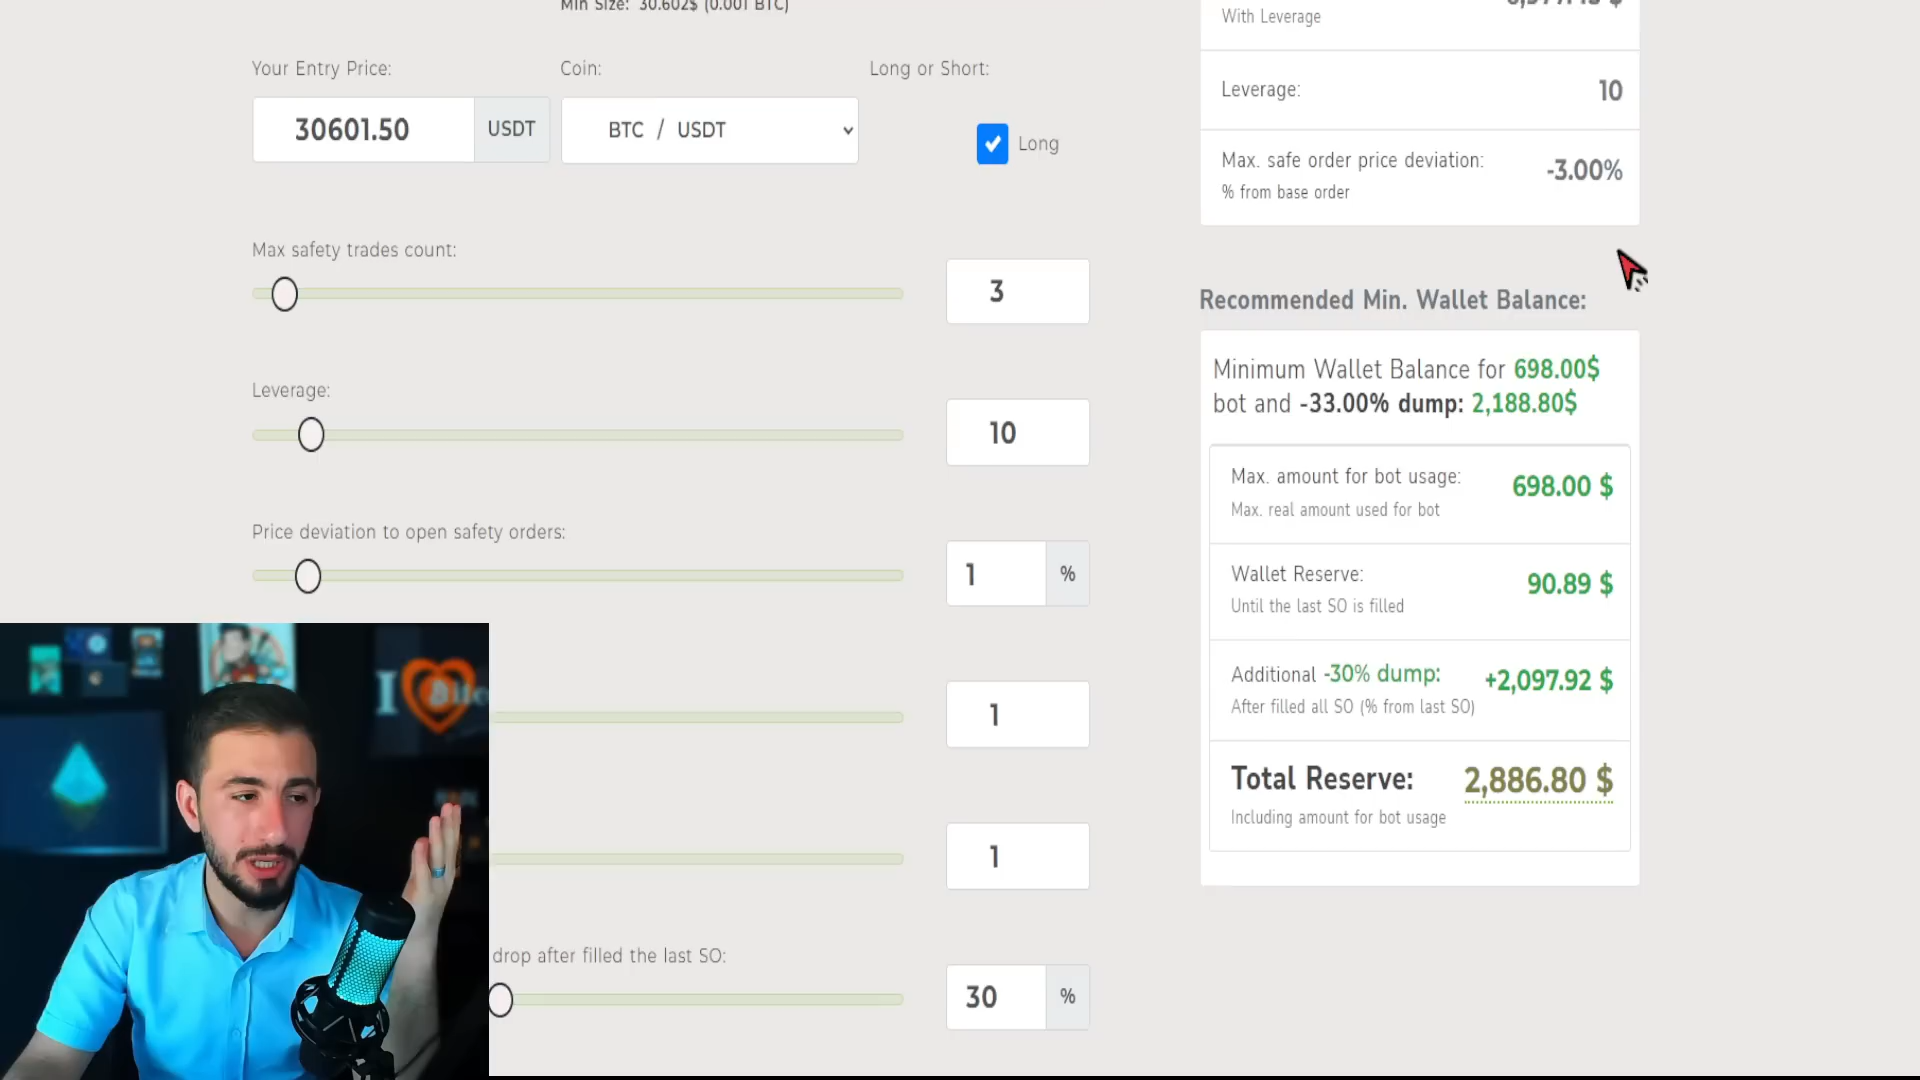 Min Size: 30.602$ (0.001 BTC)
Your Entry Price:
Coin:
Long or Short:
30601.50
USDT
BTC / USDT
Long
Max safety trades count:
3
Leverage:
10
Price deviation to open safety orders:
1
%
1
1
drop after filled the last SO:
30
%
I
With Leverage
Leverage:
10
Max. safe order price deviation:
% from base order
-3.00%
Recommended Min. Wallet Balance:
Minimum Wallet Balance for 698.00$
bot and -33.00% dump: 2,188.80$
Max. amount for bot usage:
Max. real amount used for bot
698.00 $
Wallet Reserve:
Until the last SO is filled
90.89 $
Additional -30% dump:
After filled all SO (% from last SO)
+2,097.92 $
Total Reserve:
Including amount for bot usage
2,886.80 $